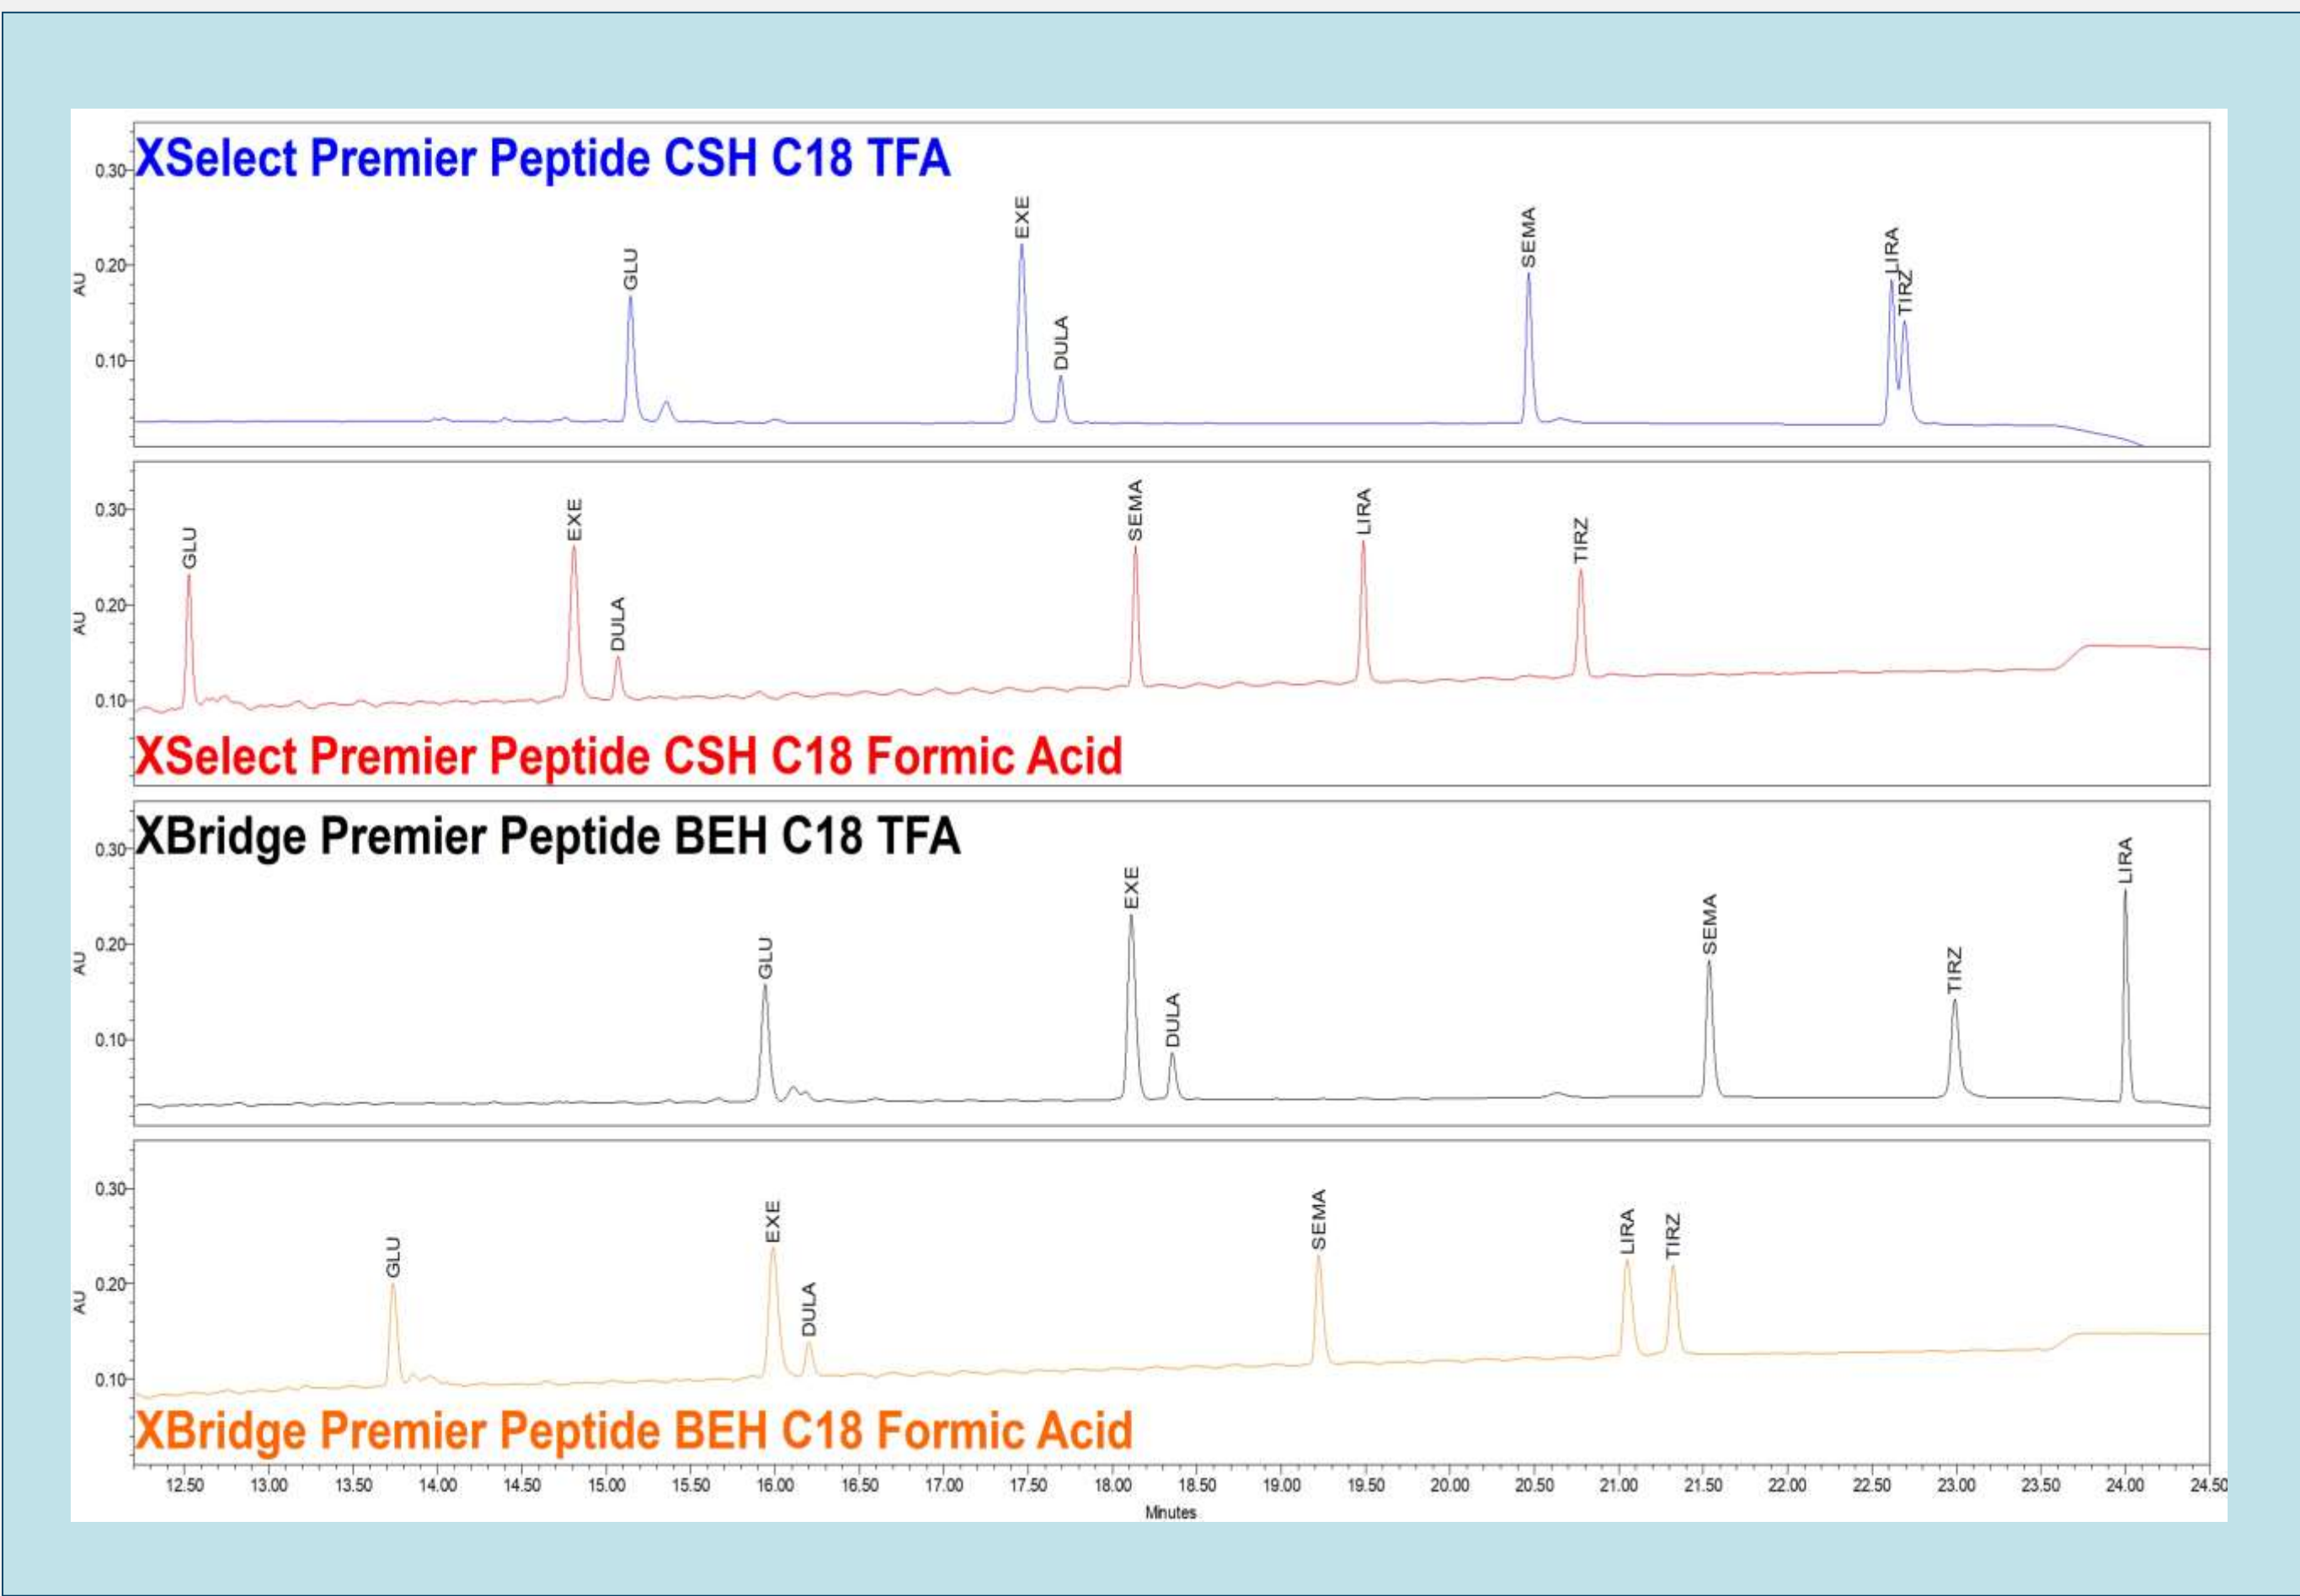 XSelect Premier Peptide CSH C18 TFA
0.30
0.20
0.10
AU
GLU
EXE
DULA
SEMA
LIRA
TIRZ
0.30
0.20
0.10
AU
GLU
EXE
DULA
SEMA
LIRA
TIRZ
XSelect Premier Peptide CSH C18 Formic Acid
XBridge Premier Peptide BEH C18 TFA
0.30
0.20
0.10
AU
GLU
EXE
DULA
SEMA
TIRZ
LIRA
0.30
0.20
0.10
AU
GLU
EXE
DULA
SEMA
LIRA
TIRZ
XBridge Premier Peptide BEH C18 Formic Acid
12.50 13.00 13.50 14.00 14.50 15.00 15.50 16.00 16.50 17.00 17.50 18.00 18.50 19.00 19.50 20.00 20.50 21.00 21.50 22.00 22.50 23.00 23.50 24.00 24.50
Minutes